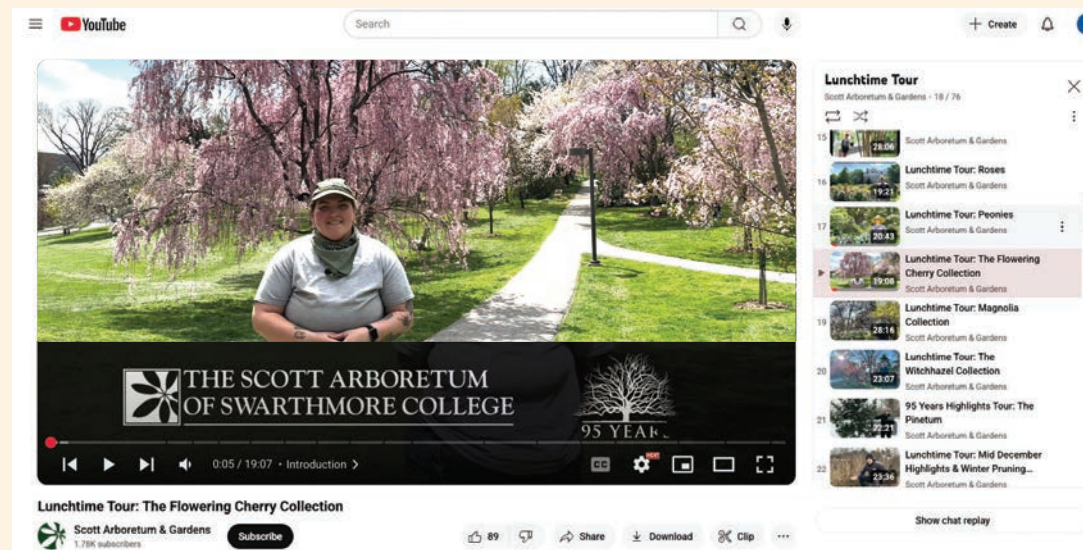 YouTube
Search
Create
THE SCOTT ARBORETUM
OF SWARTHMORE COLLEGE
95 YEARS
0:05 / 19:07 • Introduction >
CC
Lunchtime Tour: The Flowering Cherry Collection
Scott Arboretum & Gardens
1.78K subscribers
Subscribe
89
Share
Download
Clip
Lunchtime Tour
Scott Arboretum & Gardens - 18 / 76
15
28:06
Scott Arboretum & Gardens
16
19:21
Lunchtime Tour: Roses
Scott Arboretum & Gardens
17
20:43
Lunchtime Tour: Peonies
Scott Arboretum & Gardens
19:08
Lunchtime Tour: The Flowering
Cherry Collection
Scott Arboretum & Gardens
19
28:16
Lunchtime Tour: Magnolia
Collection
Scott Arboretum & Gardens
20
23:07
Lunchtime Tour: The
Witchhazel Collection
Scott Arboretum & Gardens
21
22:21
95 Years Highlights Tour: The
Pinetum
Scott Arboretum & Gardens
22
23:36
Lunchtime Tour: Mid December
Highlights & Winter Pruning...
Scott Arboretum & Gardens
Show chat replay